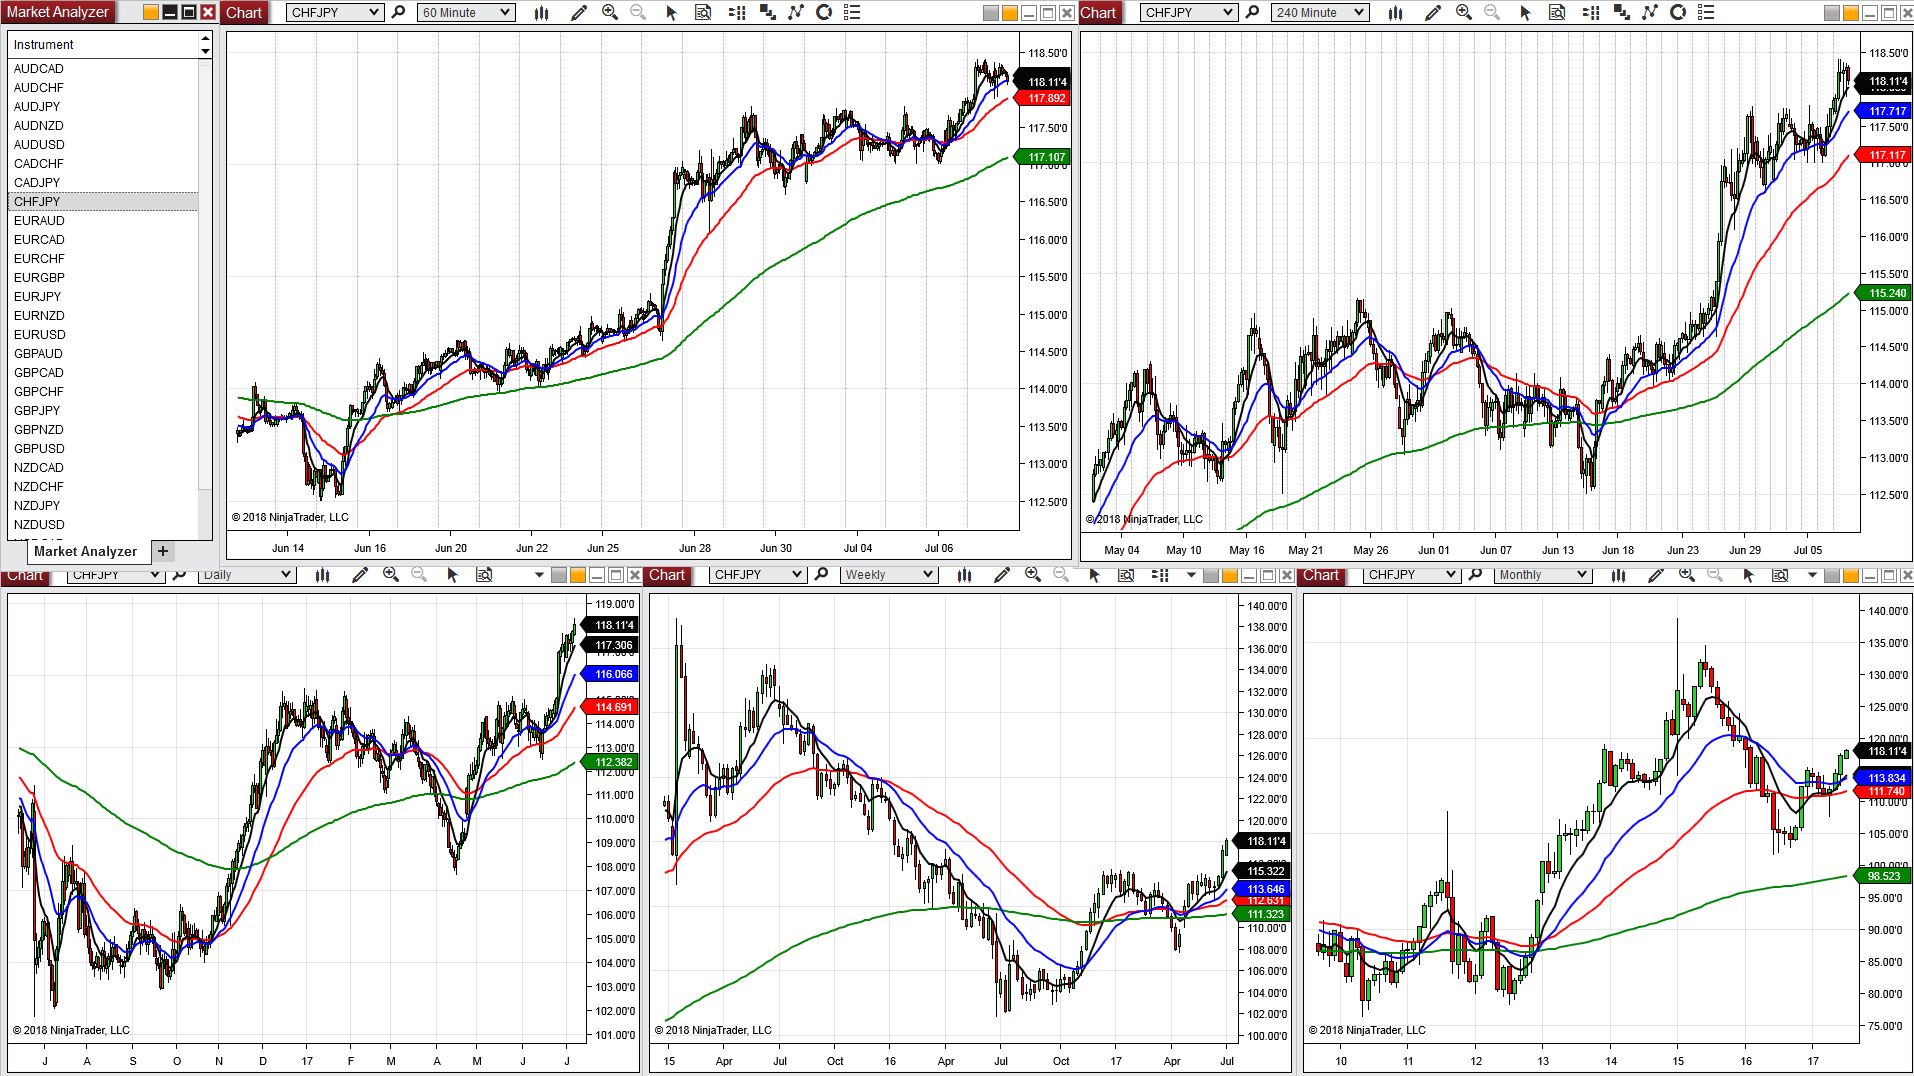 Market Analyzer
Instrument
AUDCAD
AUDCHF
AUDJPY
AUDNZD
AUDUSD
CADCHF
CADJPY
CHFJPY
EURAUD
EURCAD
EURCHF
EURGBP
EURJPY
EURNZD
EURUSD
GBPAUD
GBPCAD
GBPCHF
GBPJPY
GBPNZD
GBPUSD
NZDCAD
NZDCHF
NZDJPY
NZDUSD
Market Analyzer +
Chart CHFJPY 60 Minute
118.50'0
118.11'4
117.892
117.50'0
117.107
116.50'0
116.00'0
115.50'0
115.00'0
114.50'0
114.00'0
113.50'0
113.00'0
112.50'0
© 2018 NinjaTrader, LLC
Jun 14 Jun 16 Jun 20 Jun 22 Jun 25 Jun 28 Jun 30 Jul 04 Jul 06
Chart CHFJPY 240 Minute
118.50'0
118.11'4
117.717
117.50'0
117.117
116.50'0
116.00'0
115.50'0
115.240
115.00'0
114.50'0
114.00'0
113.50'0
113.00'0
112.50'0
© 2018 NinjaTrader, LLC
May 04 May 10 May 16 May 21 May 26 Jun 01 Jun 07 Jun 13 Jun 18 Jun 23 Jun 29 Jul 05
Chart CHFJPY Daily
119.00'0
118.11'4
117.306
116.066
114.691
114.00'0
113.00'0
112.382
112.00'0
111.00'0
110.00'0
109.00'0
108.00'0
107.00'0
106.00'0
105.00'0
104.00'0
103.00'0
102.00'0
101.00'0
© 2018 NinjaTrader, LLC
J A S O N D 17 F M A M J J
Chart CHFJPY Weekly
140.00'0
138.00'0
136.00'0
134.00'0
132.00'0
130.00'0
128.00'0
126.00'0
124.00'0
122.00'0
120.00'0
118.11'4
115.322
113.646
112.631
111.323
110.00'0
108.00'0
106.00'0
104.00'0
102.00'0
100.00'0
© 2018 NinjaTrader, LLC
15 Apr Jul Oct 16 Apr Jul Oct 17 Apr Jul
Chart CHFJPY Monthly
140.00'0
135.00'0
130.00'0
125.00'0
120.00'0
118.11'4
113.834
111.740
110.00'0
105.00'0
100.00'0
98.523
95.00'0
90.00'0
85.00'0
80.00'0
75.00'0
© 2018 NinjaTrader, LLC
10 11 12 13 14 15 16 17